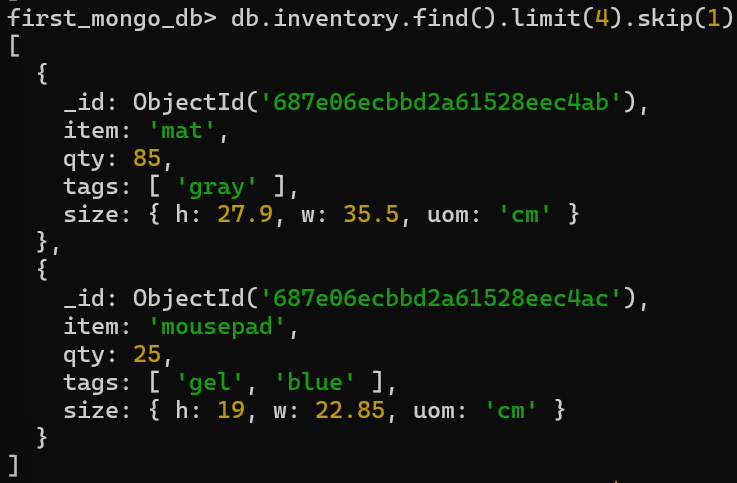 first_mongo_db> db.inventory.find().limit(4).skip(1)
[
  {
    _id: ObjectId('687e06ecbbd2a61528eec4ab'),
    item: 'mat',
    qty: 85,
    tags: [ 'gray' ],
    size: { h: 27.9, w: 35.5, uom: 'cm' }
  },
  {
    _id: ObjectId('687e06ecbbd2a61528eec4ac'),
    item: 'mousepad',
    qty: 25,
    tags: [ 'gel', 'blue' ],
    size: { h: 19, w: 22.85, uom: 'cm' }
  }
]